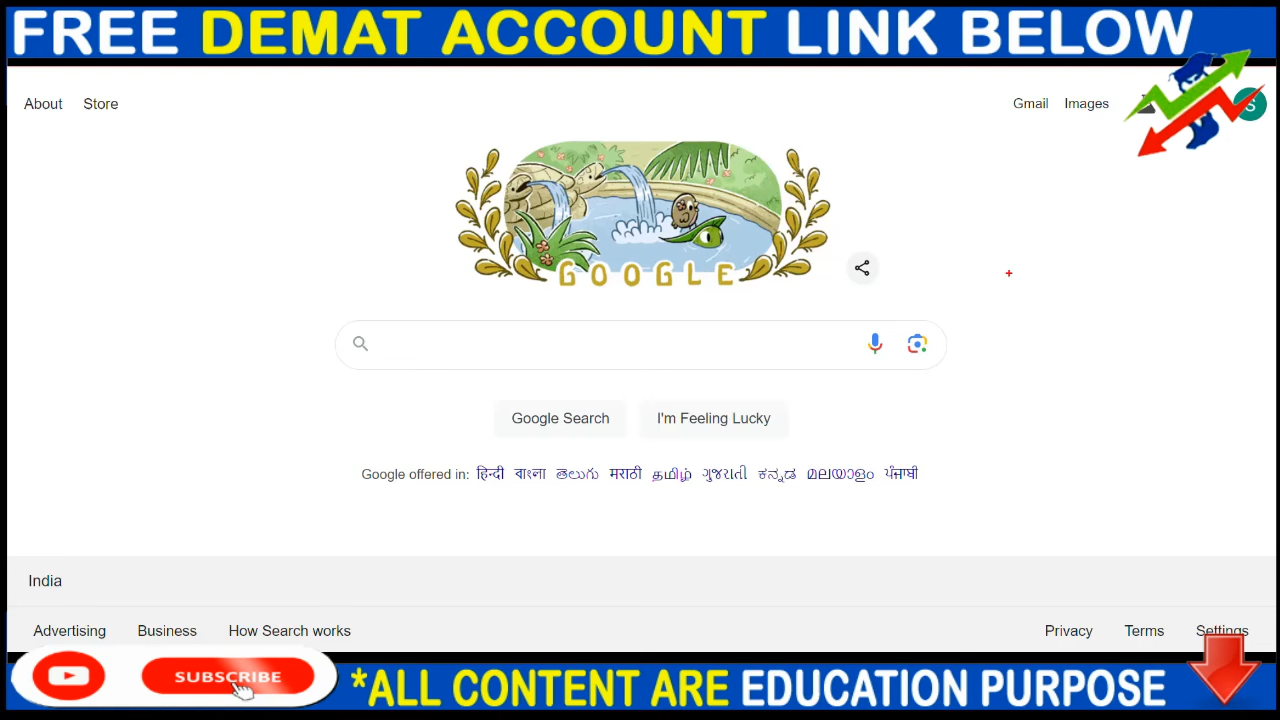 FREE DEMAT ACCOUNT LINK BELOW
About Store Gmail Images S
GOOGLE
Google Search I'm Feeling Lucky
Google offered in: हिन्दी বাংলা తెలుగు मराठी தமிழ் ગુજરાતી ಕನ್ನಡ മലയാളം ਪੰਜਾਬੀ
India
Advertising Business How Search works Privacy Terms Settings
SUBSCRIBE *ALL CONTENT ARE EDUCATION PURPOSE